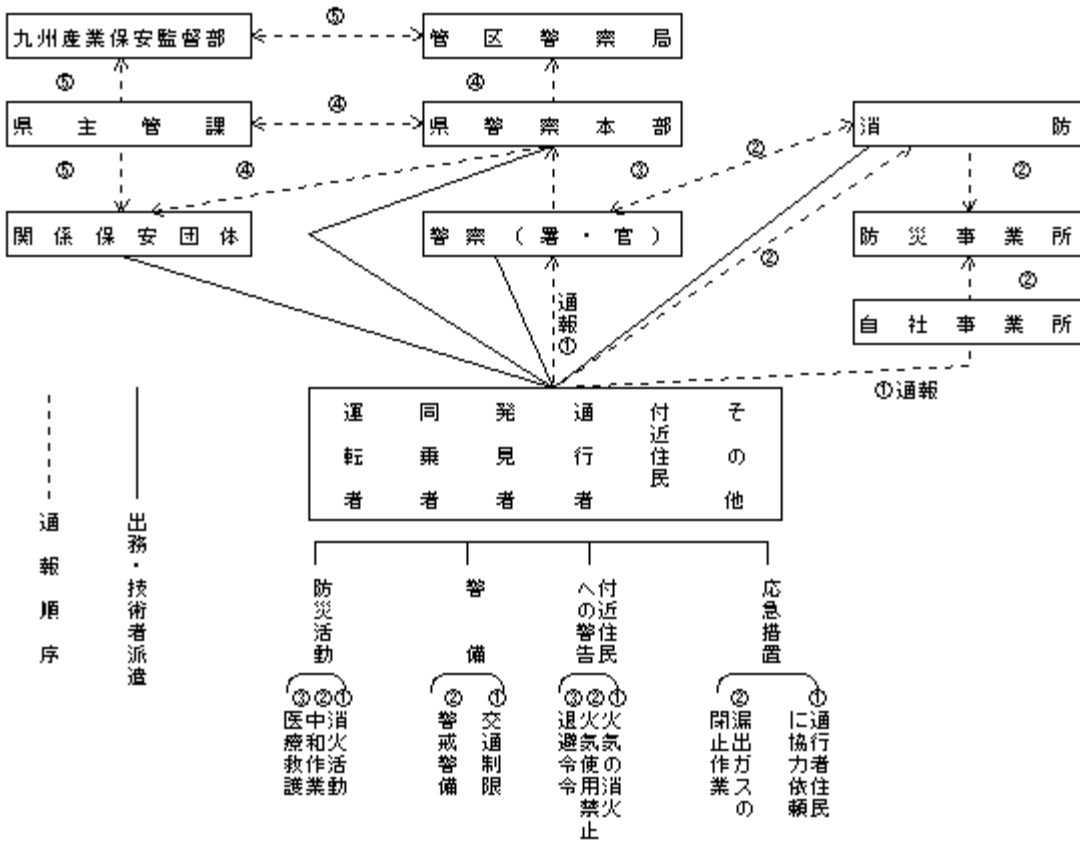 ⑤
九州産業保安監督部
管区警察局
⑤
④
④
県主管課
県警察本部
消防
②
⑤
④
③
②
関係保安団体
警察(署・官)
防災事業所
②
②
通報①
自社事業所
①通報
運転者
同乗者
発見者
通行者
付近住民
その他
通報順序
出務・技術者派遣
防災活動
①消火活動
②中和作業
③医療救護
警備
①交通制限
②警戒警備
付近住民
への警告
①火気の消火
②火気使用禁止
③退避命令
応急措置
①通行者住民
に協力依頼
②漏出ガスの
閉止作業